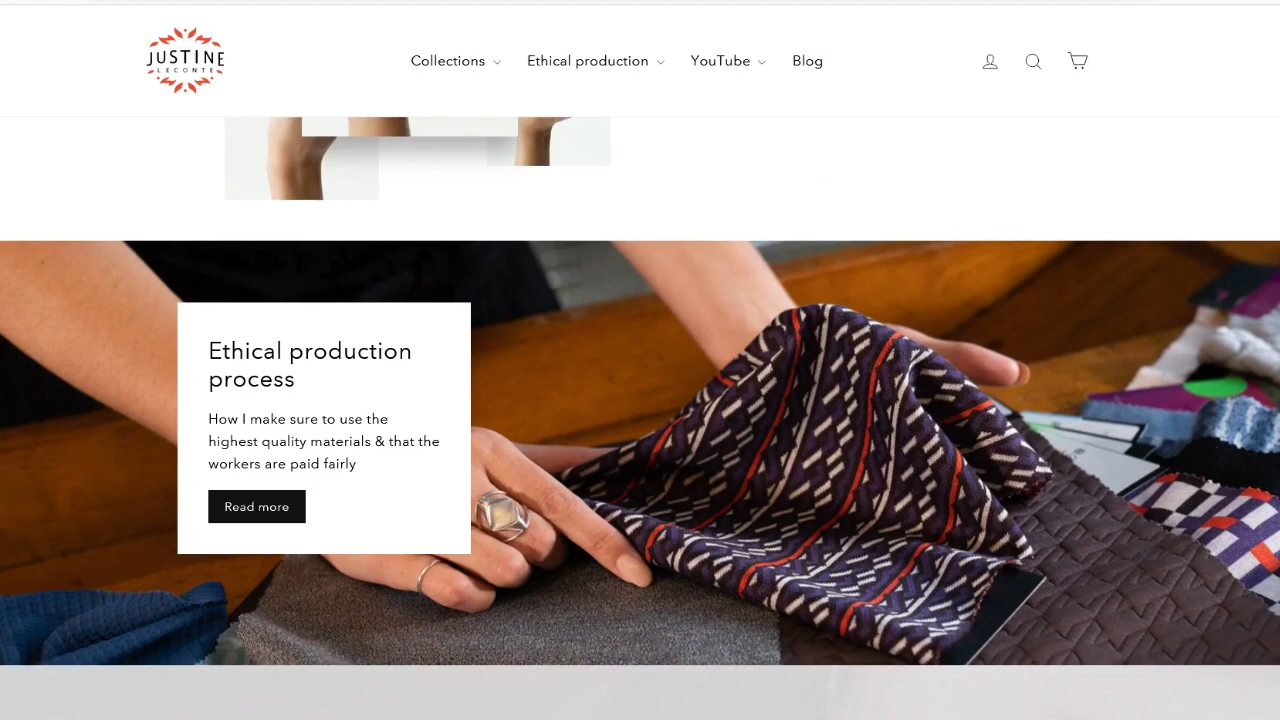 JUSTINE
LECONTE
Collections
Ethical production
YouTube
Blog
Ethical production
process
How I make sure to use the
highest quality materials & that the
workers are paid fairly
Read more